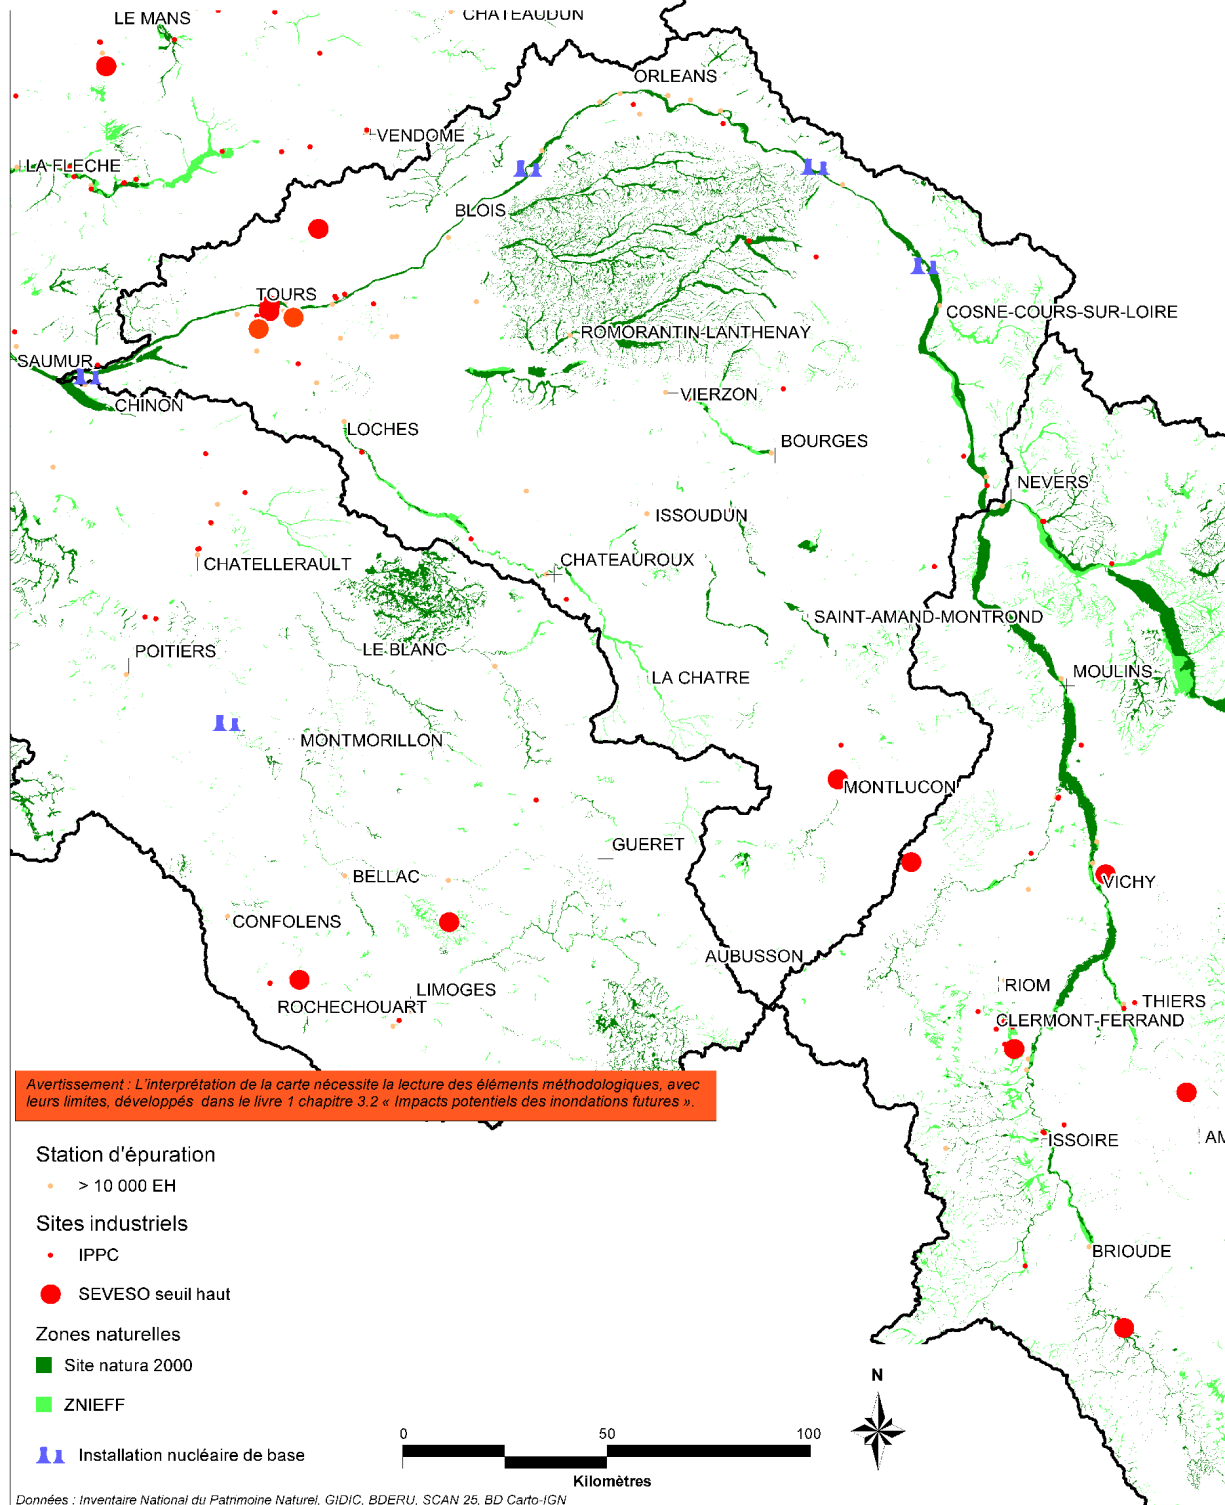 LE MANS
CHATEAUDUN
ORLEANS
VENDOME
LA FLECHE
BLOIS
TOURS
COSNE-COURS-SUR-LOIRE
ROMORANTIN-LANTHENAY
SAUMUR
CHINON
VIERZON
LOCHES
BOURGES
NEVERS
ISSOUDUN
CHATELLERAULT
CHATEAUROUX
SAINT-AMAND-MONTROND
POITIERS
LE BLANC
LA CHATRE
MOULINS
MONTMORILLON
MONTLUCON
GUERET
BELLAC
VICHY
CONFOLENS
AUBUSSON
RIOM
LIMOGES
THIERS
ROCHECHOUART
CLERMONT-FERRAND
Avertissement : L'interprétation de la carte nécessite la lecture des éléments méthodologiques, avec
leurs limites, développés dans le livre 1 chapitre 3.2 « Impacts potentiels des inondations futures ».
ISSOIRE
AM
Station d'épuration
> 10 000 EH
Sites industriels
IPPC
BRIOUDE
SEVESO seuil haut
Zones naturelles
Site natura 2000
N
ZNIEFF
0 50 100
Installation nucléaire de base
Kilomètres
Données : Inventaire National du Patrimoine Naturel, GIDIC, BDERU, SCAN 25, BD Carto-IGN